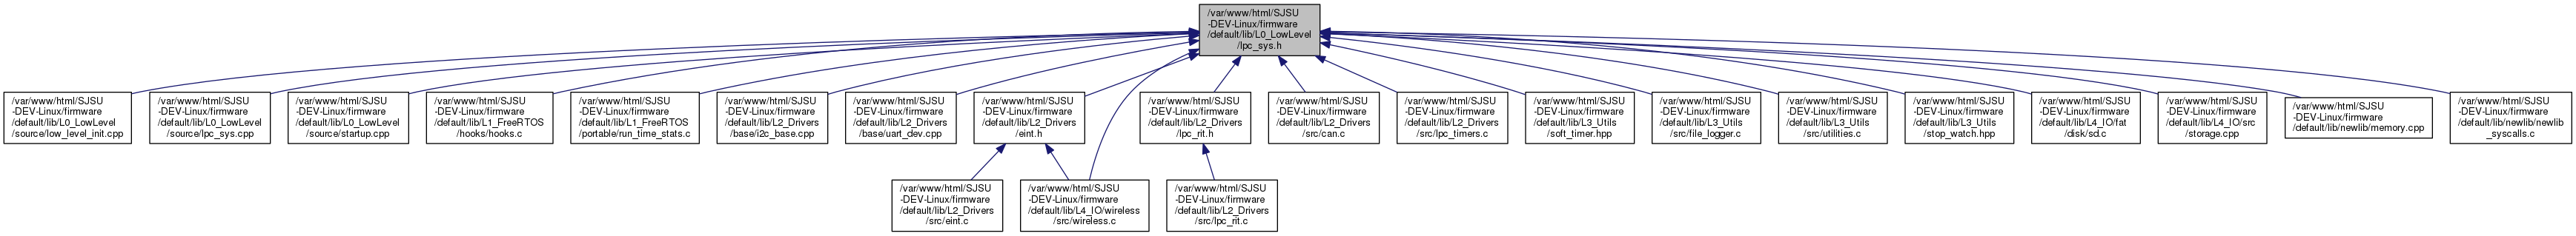 /var/www/html/SJSU
-DEV-Linux/firmware
/default/lib/L0_LowLevel
/lpc_sys.h
/var/www/html/SJSU
-DEV-Linux/firmware
/default/lib/L0_LowLevel
/source/low_level_init.cpp
/var/www/html/SJSU
-DEV-Linux/firmware
/default/lib/L0_LowLevel
/source/lpc_sys.cpp
/var/www/html/SJSU
-DEV-Linux/firmware
/default/lib/L0_LowLevel
/source/startup.cpp
/var/www/html/SJSU
-DEV-Linux/firmware
/default/lib/L1_FreeRTOS
/hooks/hooks.c
/var/www/html/SJSU
-DEV-Linux/firmware
/default/lib/L1_FreeRTOS
/portable/run_time_stats.c
/var/www/html/SJSU
-DEV-Linux/firmware
/default/lib/L2_Drivers
/base/i2c_base.cpp
/var/www/html/SJSU
-DEV-Linux/firmware
/default/lib/L2_Drivers
/base/uart_dev.cpp
/var/www/html/SJSU
-DEV-Linux/firmware
/default/lib/L2_Drivers
/eint.h
/var/www/html/SJSU
-DEV-Linux/firmware
/default/lib/L2_Drivers
/lpc_rit.h
/var/www/html/SJSU
-DEV-Linux/firmware
/default/lib/L2_Drivers
/src/can.c
/var/www/html/SJSU
-DEV-Linux/firmware
/default/lib/L2_Drivers
/src/lpc_timers.c
/var/www/html/SJSU
-DEV-Linux/firmware
/default/lib/L3_Utils
/soft_timer.hpp
/var/www/html/SJSU
-DEV-Linux/firmware
/default/lib/L3_Utils
/src/file_logger.c
/var/www/html/SJSU
-DEV-Linux/firmware
/default/lib/L3_Utils
/src/utilities.c
/var/www/html/SJSU
-DEV-Linux/firmware
/default/lib/L3_Utils
/stop_watch.hpp
/var/www/html/SJSU
-DEV-Linux/firmware
/default/lib/L4_IO/fat
/disk/sd.c
/var/www/html/SJSU
-DEV-Linux/firmware
/default/lib/L4_IO/src
/storage.cpp
/var/www/html/SJSU
-DEV-Linux/firmware
/default/lib/newlib/memory.cpp
/var/www/html/SJSU
-DEV-Linux/firmware
/default/lib/newlib/newlib
_syscalls.c
/var/www/html/SJSU
-DEV-Linux/firmware
/default/lib/L2_Drivers
/src/eint.c
/var/www/html/SJSU
-DEV-Linux/firmware
/default/lib/L4_IO/wireless
/src/wireless.c
/var/www/html/SJSU
-DEV-Linux/firmware
/default/lib/L2_Drivers
/src/lpc_rit.c